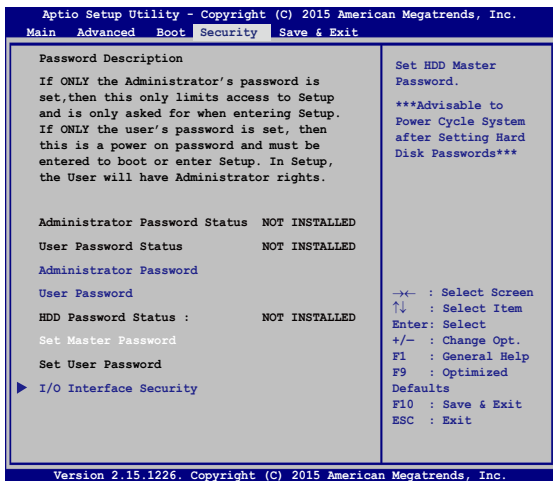 Aptio Setup Utility - Copyright (C) 2015 American Megatrends, Inc.
Main Advanced Boot Security Save & Exit
Password Description
If ONLY the Administrator's password is
set,then this only limits access to Setup
and is only asked for when entering Setup.
If ONLY the user's password is set, then
this is a power on password and must be
entered to boot or enter Setup. In Setup,
the User will have Administrator rights.
Administrator Password Status NOT INSTALLED
User Password Status NOT INSTALLED
Administrator Password
User Password
HDD Password Status : NOT INSTALLED
Set Master Password
Set User Password
I/O Interface Security
Set HDD Master
Password.
***Advisable to
Power Cycle System
after Setting Hard
Disk Passwords***
→← : Select Screen
↑↓ : Select Item
Enter: Select
+/— : Change Opt.
F1 : General Help
F9 : Optimized
Defaults
F10 : Save & Exit
ESC : Exit
Version 2.15.1226. Copyright (C) 2015 American Megatrends, Inc.